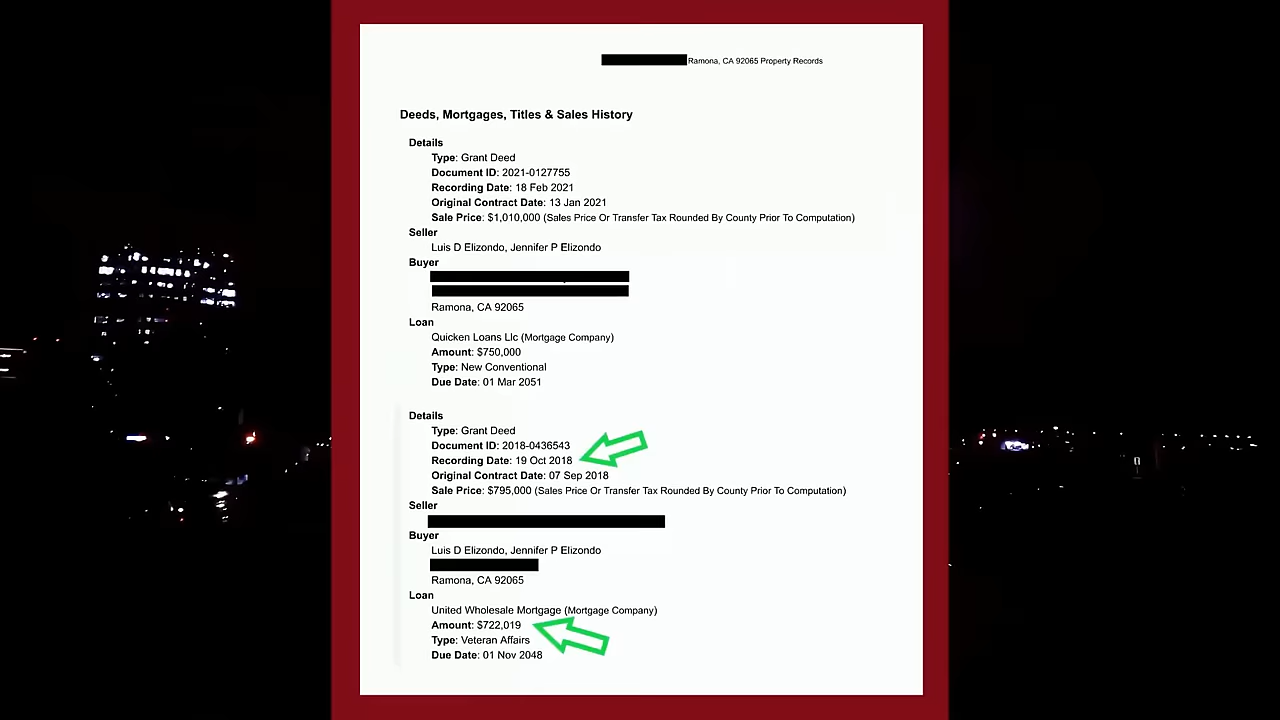 Ramona, CA 92065 Property Records
Deeds, Mortgages, Titles & Sales History
Details
Type: Grant Deed
Document ID: 2021-0127755
Recording Date: 18 Feb 2021
Original Contract Date: 13 Jan 2021
Sale Price: $1,010,000 (Sales Price Or Transfer Tax Rounded By County Prior To Computation)
Seller
Luis D Elizondo, Jennifer P Elizondo
Buyer
Ramona, CA 92065
Loan
Quicken Loans Llc (Mortgage Company)
Amount: $750,000
Type: New Conventional
Due Date: 01 Mar 2051
Details
Type: Grant Deed
Document ID: 2018-0436543
Recording Date: 19 Oct 2018
Original Contract Date: 07 Sep 2018
Sale Price: $795,000 (Sales Price Or Transfer Tax Rounded By County Prior To Computation)
Seller
Buyer
Luis D Elizondo, Jennifer P Elizondo
Ramona, CA 92065
Loan
United Wholesale Mortgage (Mortgage Company)
Amount: $722,019
Type: Veteran Affairs
Due Date: 01 Nov 2048